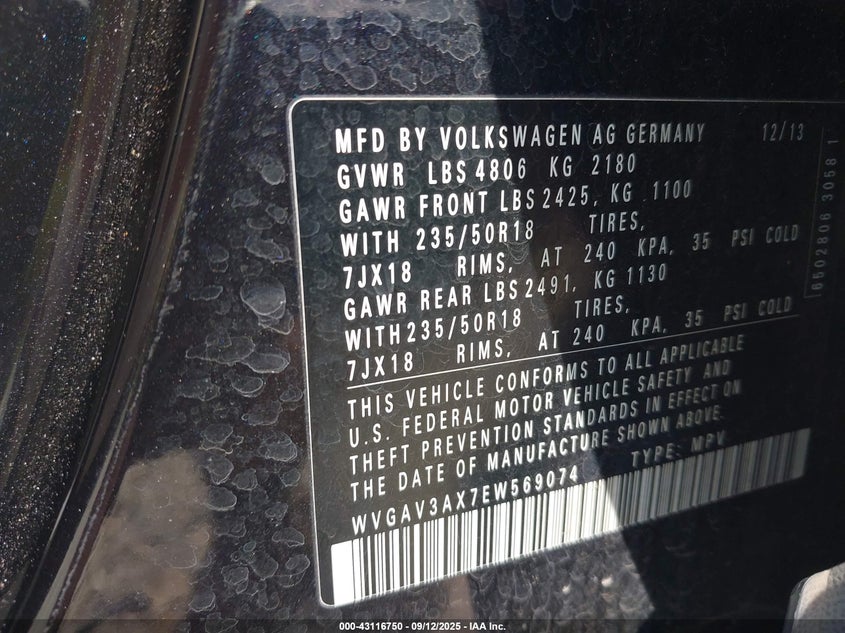 MFD BY VOLKSWAGEN AG GERMANY 12/13
GVWR LBS 4806 KG 2180
GAWR FRONT LBS 2425, KG 1100
WITH 235/50R18 TIRES,
7JX18 RIMS, AT 240 KPA, 35 PSI COLD
GAWR REAR LBS 2491, KG 1130
WITH 235/50R18 TIRES,
7JX18 RIMS, AT 240 KPA, 35 PSI COLD
THIS VEHICLE CONFORMS TO ALL APPLICABLE
U.S. FEDERAL MOTOR VEHICLE SAFETY AND
THEFT PREVENTION STANDARDS IN EFFECT ON
THE DATE OF MANUFACTURE SHOWN ABOVE.
WVGAV3AX7EW569074 TYPE: MPV
6502806 3058 1
000-43116750 - 09/12/2025 - IAA Inc.